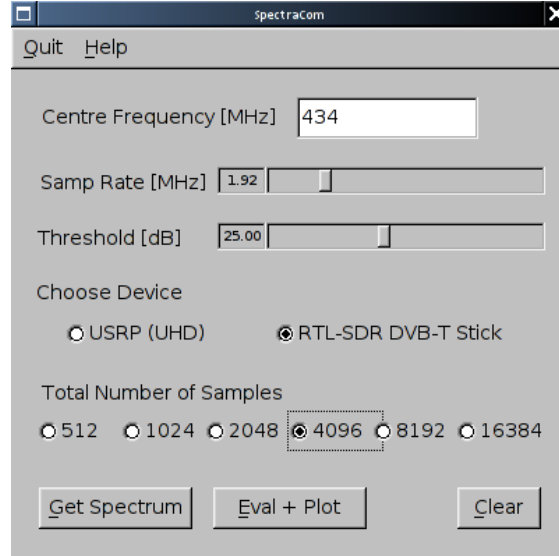 SpectraCom
Quit Help
Centre Frequency [MHz] 434
Samp Rate [MHz] 1.92
Threshold [dB] 25.00
Choose Device
USRP (UHD) RTL-SDR DVB-T Stick
Total Number of Samples
512 1024 2048 4096 8192 16384
Get Spectrum Eval + Plot Clear